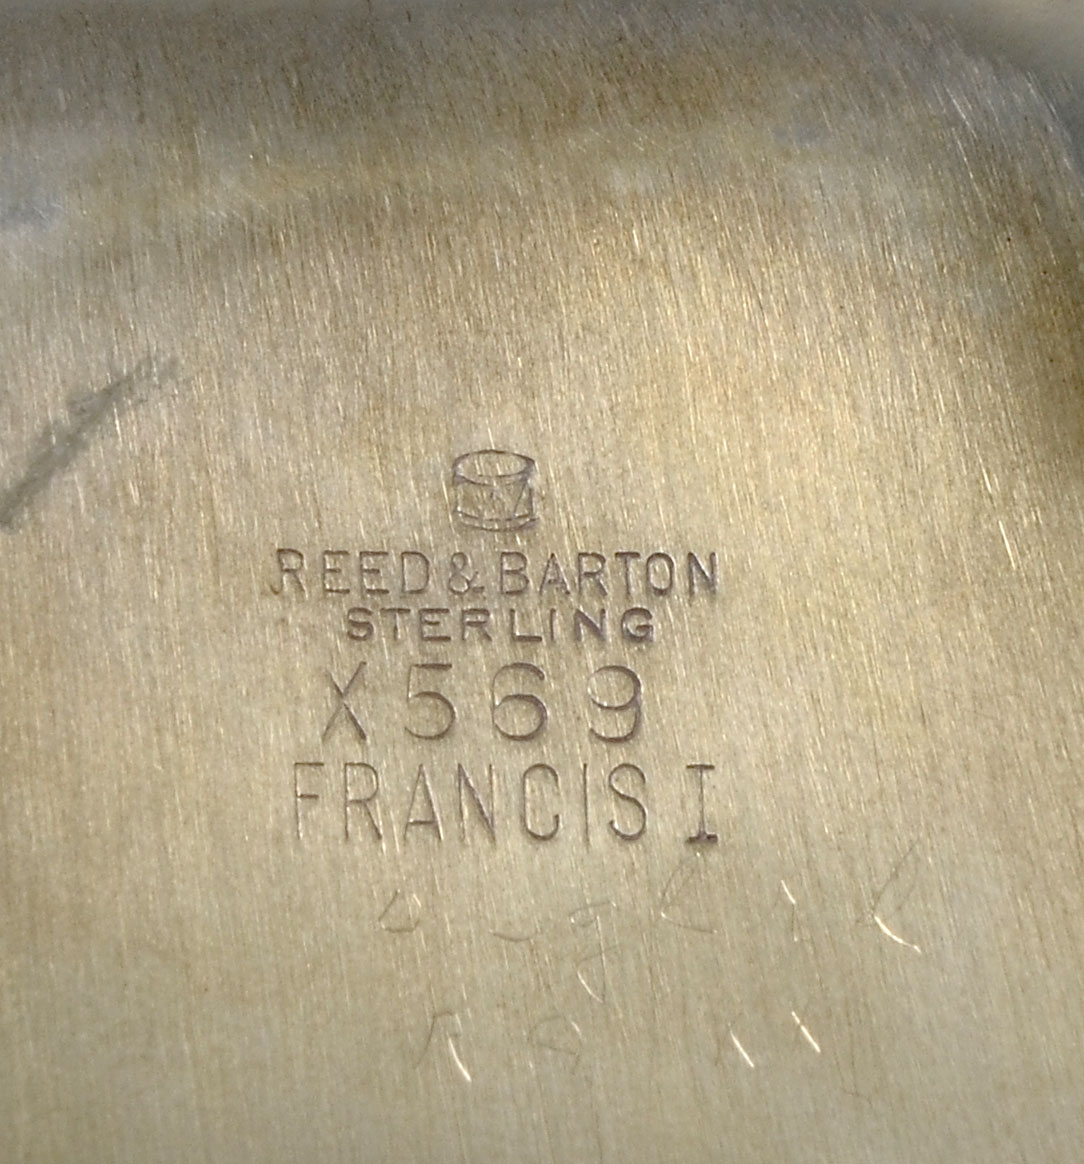 REED & BARTON
STERLING
X569
FRANCIS I